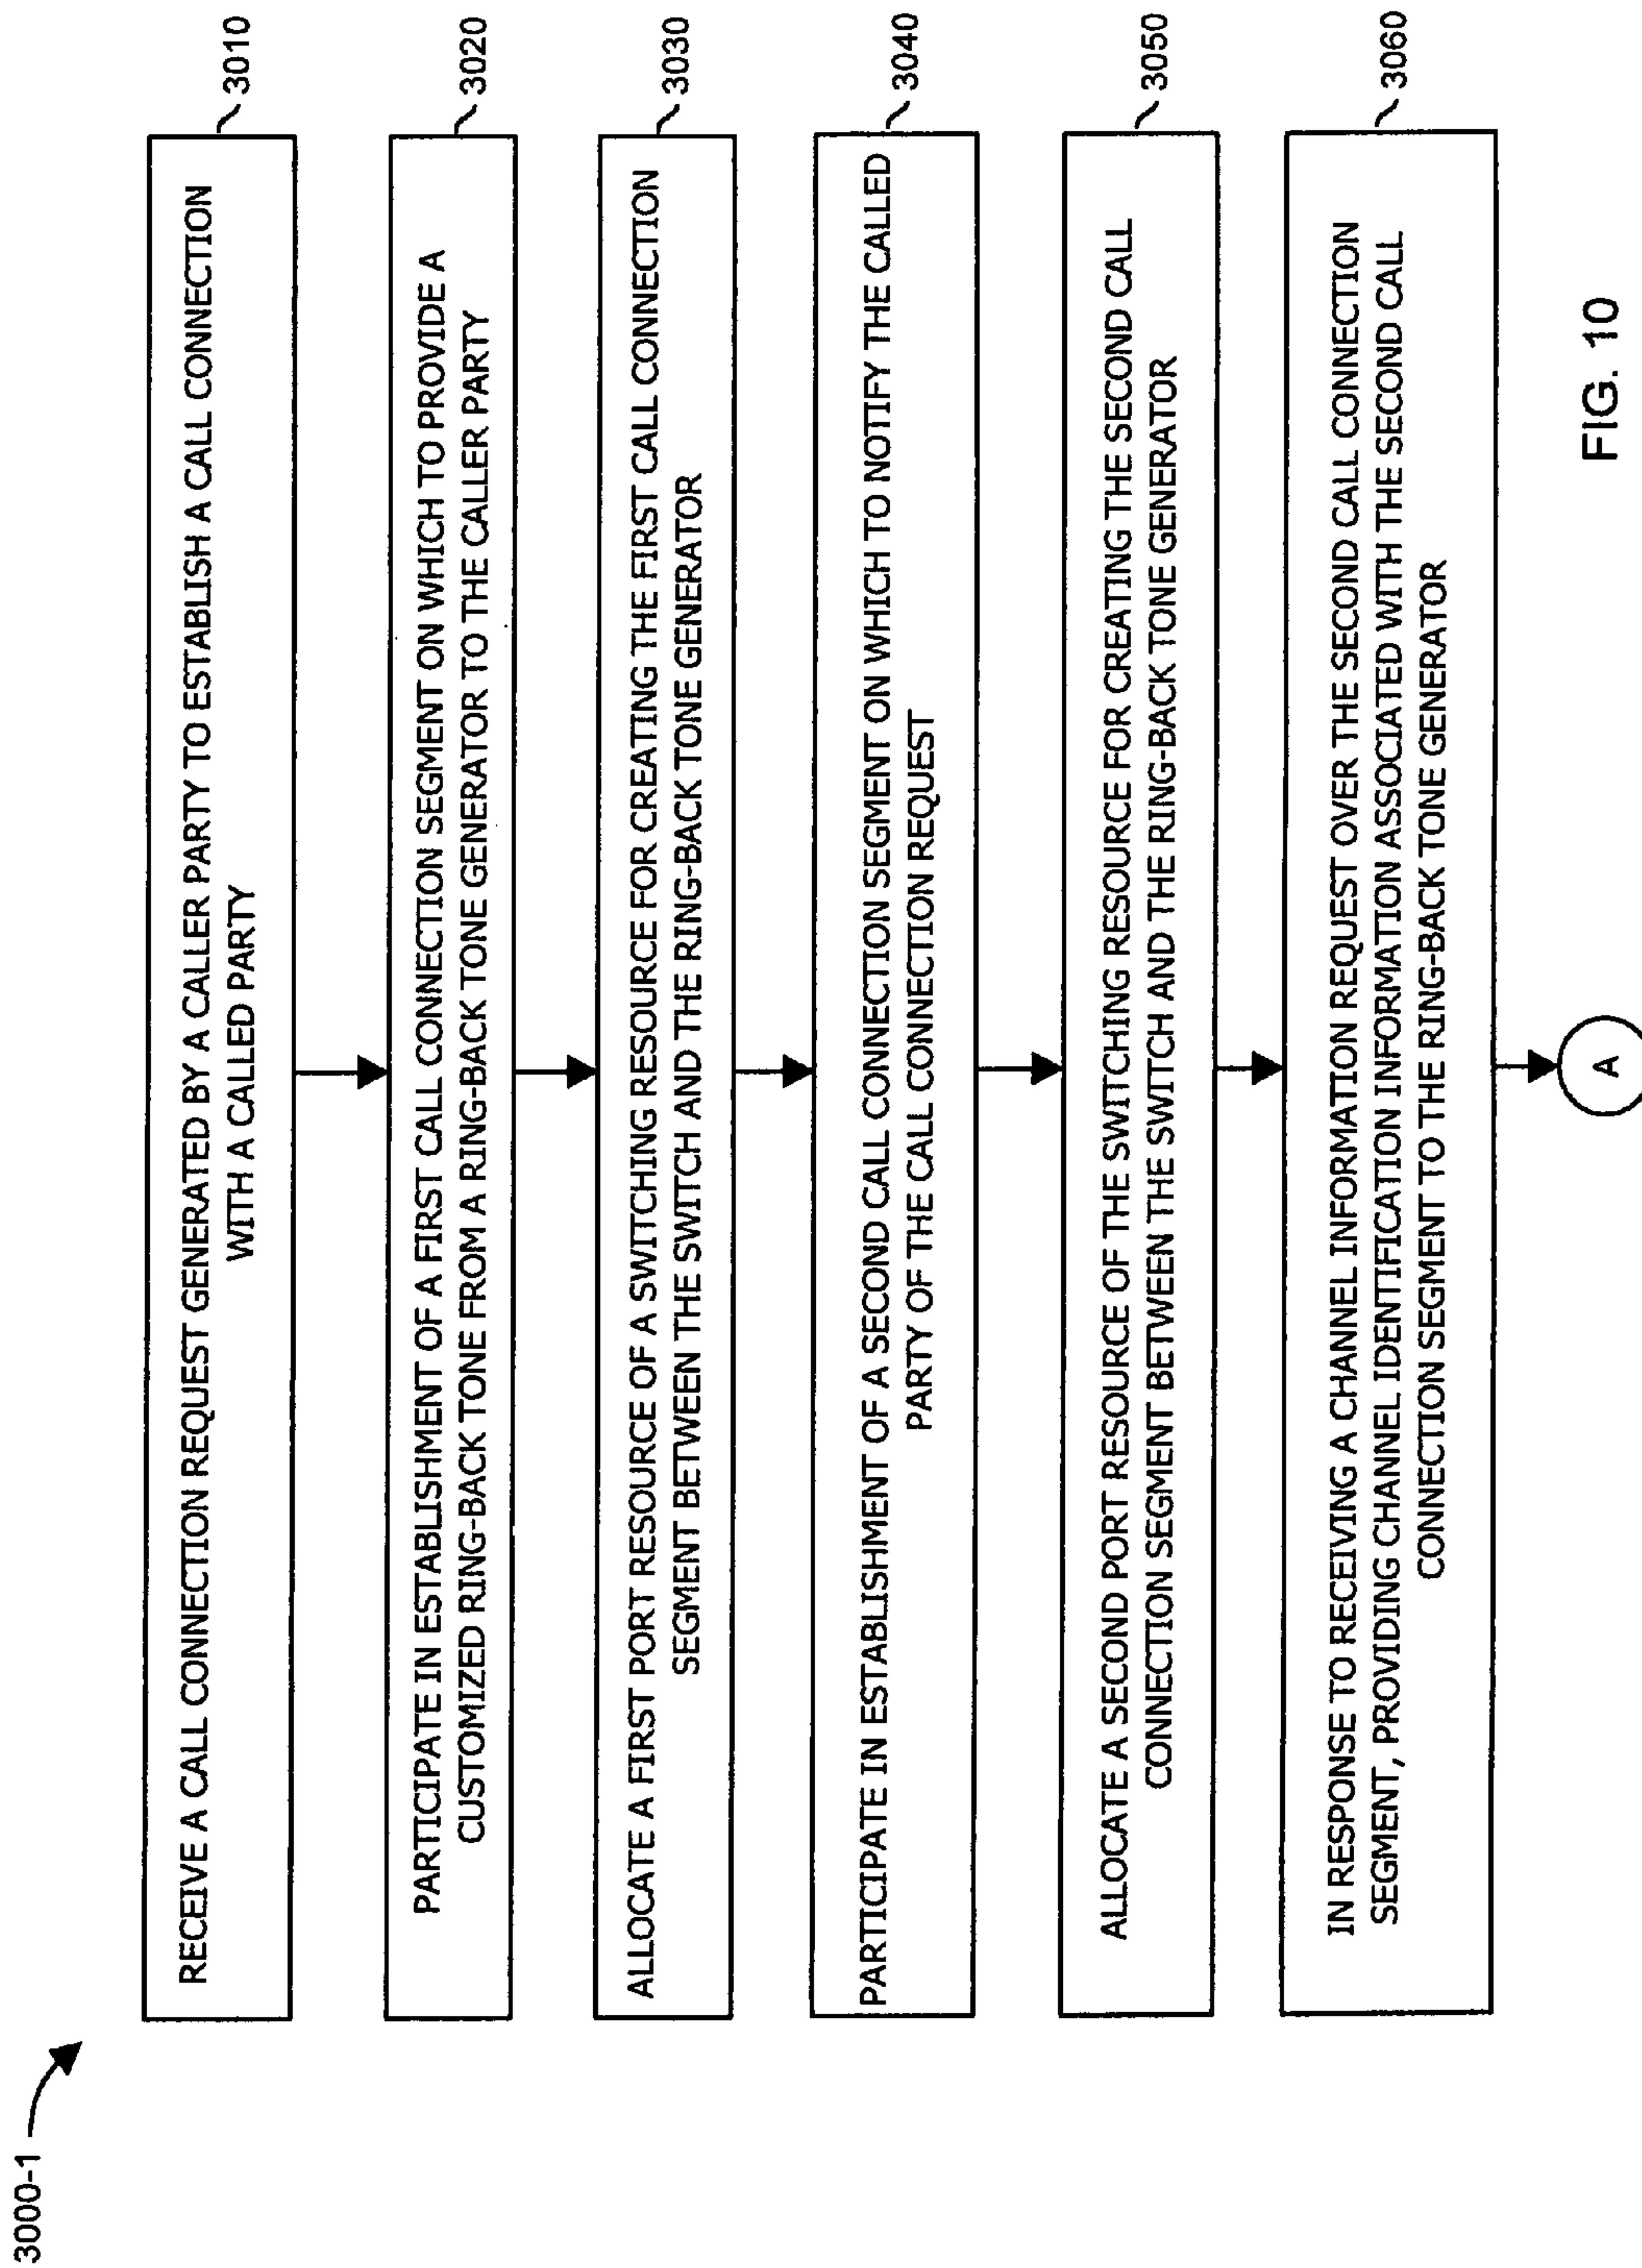 3000-1
RECEIVE A CALL CONNECTION REQUEST GENERATED BY A CALLER PARTY TO ESTABLISH A CALL CONNECTION
WITH A CALLED PARTY
3010
PARTICIPATE IN ESTABLISHMENT OF A FIRST CALL CONNECTION SEGMENT ON WHICH TO PROVIDE A
CUSTOMIZED RING-BACK TONE FROM A RING-BACK TONE GENERATOR TO THE CALLER PARTY
3020
ALLOCATE A FIRST PORT RESOURCE OF A SWITCHING RESOURCE FOR CREATING THE FIRST CALL CONNECTION
SEGMENT BETWEEN THE SWITCH AND THE RING-BACK TONE GENERATOR
3030
PARTICIPATE IN ESTABLISHMENT OF A SECOND CALL CONNECTION SEGMENT ON WHICH TO NOTIFY THE CALLED
PARTY OF THE CALL CONNECTION REQUEST
3040
ALLOCATE A SECOND PORT RESOURCE OF THE SWITCHING RESOURCE FOR CREATING THE SECOND CALL
CONNECTION SEGMENT BETWEEN THE SWITCH AND THE RING-BACK TONE GENERATOR
3050
IN RESPONSE TO RECEIVING A CHANNEL INFORMATION REQUEST OVER THE SECOND CALL CONNECTION
SEGMENT, PROVIDING CHANNEL IDENTIFICATION INFORMATION ASSOCIATED WITH THE SECOND CALL
CONNECTION SEGMENT TO THE RING-BACK TONE GENERATOR
3060
A
FIG. 10